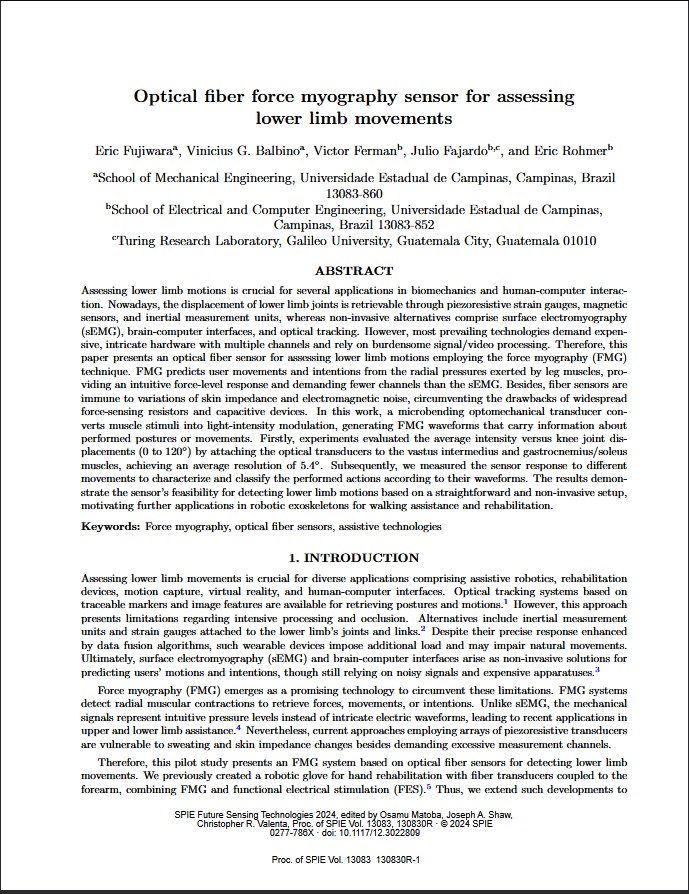 Optical fiber force myography sensor for assessing
lower limb movements
Eric Fujiwaraᵃ, Vinicius G. Balbinoᵃ, Victor Fermanᵇ, Julio Fajardoᵇ,ᶜ, and Eric Rohmerᵇ
ᵃSchool of Mechanical Engineering, Universidade Estadual de Campinas, Campinas, Brazil
13083-860
ᵇSchool of Electrical and Computer Engineering, Universidade Estadual de Campinas,
Campinas, Brazil 13083-852
ᶜTuring Research Laboratory, Galileo University, Guatemala City, Guatemala 01010
ABSTRACT
Assessing lower limb motions is crucial for several applications in biomechanics and human-computer interac-
tion. Nowadays, the displacement of lower limb joints is retrievable through piezoresistive strain gauges, magnetic
sensors, and inertial measurement units, whereas non-invasive alternatives comprise surface electromyography
(sEMG), brain-computer interfaces, and optical tracking. However, most prevailing technologies demand expen-
sive, intricate hardware with multiple channels and rely on burdensome signal/video processing. Therefore, this
paper presents an optical fiber sensor for assessing lower limb motions employing the force myography (FMG)
technique. FMG predicts user movements and intentions from the radial pressures exerted by leg muscles, pro-
viding an intuitive force-level response and demanding fewer channels than the sEMG. Besides, fiber sensors are
immune to variations of skin impedance and electromagnetic noise, circumventing the drawbacks of widespread
force-sensing resistors and capacitive devices. In this work, a microbending optomechanical transducer con-
verts muscle stimuli into light-intensity modulation, generating FMG waveforms that carry information about
performed postures or movements. Firstly, experiments evaluated the average intensity versus knee joint dis-
placements (0 to 120°) by attaching the optical transducers to the vastus intermedius and gastrocnemius/soleus
muscles, achieving an average resolution of 5.4°. Subsequently, we measured the sensor response to different
movements to characterize and classify the performed actions according to their waveforms. The results demon-
strate the sensor's feasibility for detecting lower limb motions based on a straightforward and non-invasive setup,
motivating further applications in robotic exoskeletons for walking assistance and rehabilitation.
Keywords: Force myography, optical fiber sensors, assistive technologies
1. INTRODUCTION
Assessing lower limb movements is crucial for diverse applications comprising assistive robotics, rehabilitation
devices, motion capture, virtual reality, and human-computer interfaces. Optical tracking systems based on
traceable markers and image features are available for retrieving postures and motions.¹ However, this approach
presents limitations regarding intensive processing and occlusion. Alternatives include inertial measurement
units and strain gauges attached to the lower limb's joints and links.² Despite their precise response enhanced
by data fusion algorithms, such wearable devices impose additional load and may impair natural movements.
Ultimately, surface electromyography (sEMG) and brain-computer interfaces arise as non-invasive solutions for
predicting users' motions and intentions, though still relying on noisy signals and expensive apparatuses.³
Force myography (FMG) emerges as a promising technology to circumvent these limitations. FMG systems
detect radial muscular contractions to retrieve forces, movements, or intentions. Unlike sEMG, the mechanical
signals represent intuitive pressure levels instead of intricate electric waveforms, leading to recent applications in
upper and lower limb assistance.⁴ Nevertheless, current approaches employing arrays of piezoresistive transducers
are vulnerable to sweating and skin impedance changes besides demanding excessive measurement channels.
Therefore, this pilot study presents an FMG system based on optical fiber sensors for detecting lower limb
movements. We previously created a robotic glove for hand rehabilitation with fiber transducers coupled to the
forearm, combining FMG and functional electrical stimulation (FES).⁵ Thus, we extend such developments to
SPIE Future Sensing Technologies 2024, edited by Osamu Matoba, Joseph A. Shaw,
Christopher R. Valenta, Proc. of SPIE Vol. 13083, 130830R · © 2024 SPIE
0277-786X · doi: 10.1117/12.3022809
Proc. of SPIE Vol. 13083 130830R-1